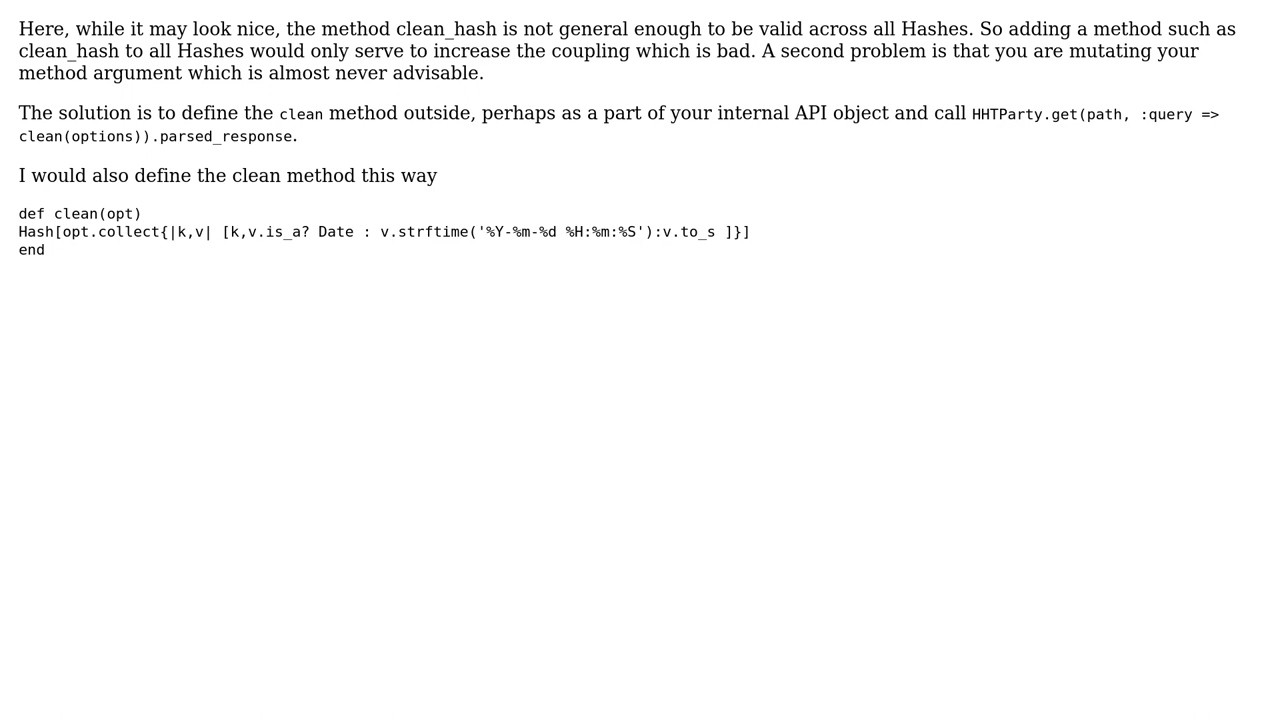 Here, while it may look nice, the method clean_hash is not general enough to be valid across all Hashes. So adding a method such as
clean_hash to all Hashes would only serve to increase the coupling which is bad. A second problem is that you are mutating your
method argument which is almost never advisable.
The solution is to define the clean method outside, perhaps as a part of your internal API object and call HHTParty.get(path, :query =>
clean(options)).parsed_response.
I would also define the clean method this way
def clean(opt)
Hash[opt.collect{|k,v| [k,v.is_a? Date : v.strftime('%Y-%m-%d %H:%m:%S'):v.to_s ]}]
end